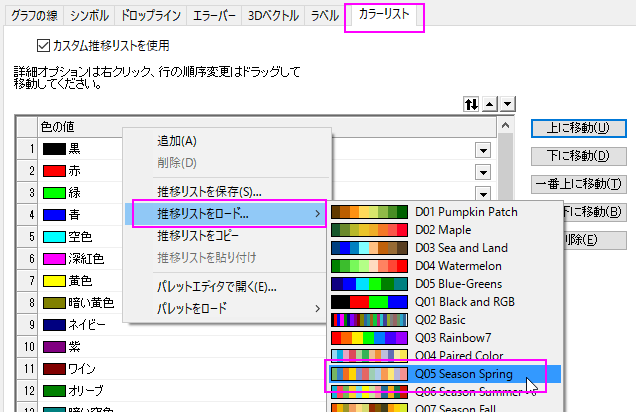 グラフの線 シンボル ドロップライン エラーバー 3Dベクトル ラベル カラーリスト
カスタム推移リストを使用
詳細オプションは右クリック、行の順序変更はドラッグして
移動してください。
色の値
1 黒
2 赤
3 緑
4 青
5 空色
6 深紅色
7 黄色
8 暗い黄色
9 ネイビー
10 紫
11 ワイン
12 オリーブ
暗い空色
追加(A)
削除(D)
推移リストを保存(S)...
推移リストをロード...
推移リストをコピー
推移リストを貼り付け
パレットエディタで開く(E)...
パレットをロード
D01 Pumpkin Patch
D02 Maple
D03 Sea and Land
D04 Watermelon
D05 Blue-Greens
Q01 Black and RGB
Q02 Basic
Q03 Rainbow7
Q04 Paired Color
Q05 Season Spring
Q06 Season Summer
Q07 Season Fall
上に移動(U)
下に移動(D)
一番上に移動(T)
下に移動(B)
削除(E)